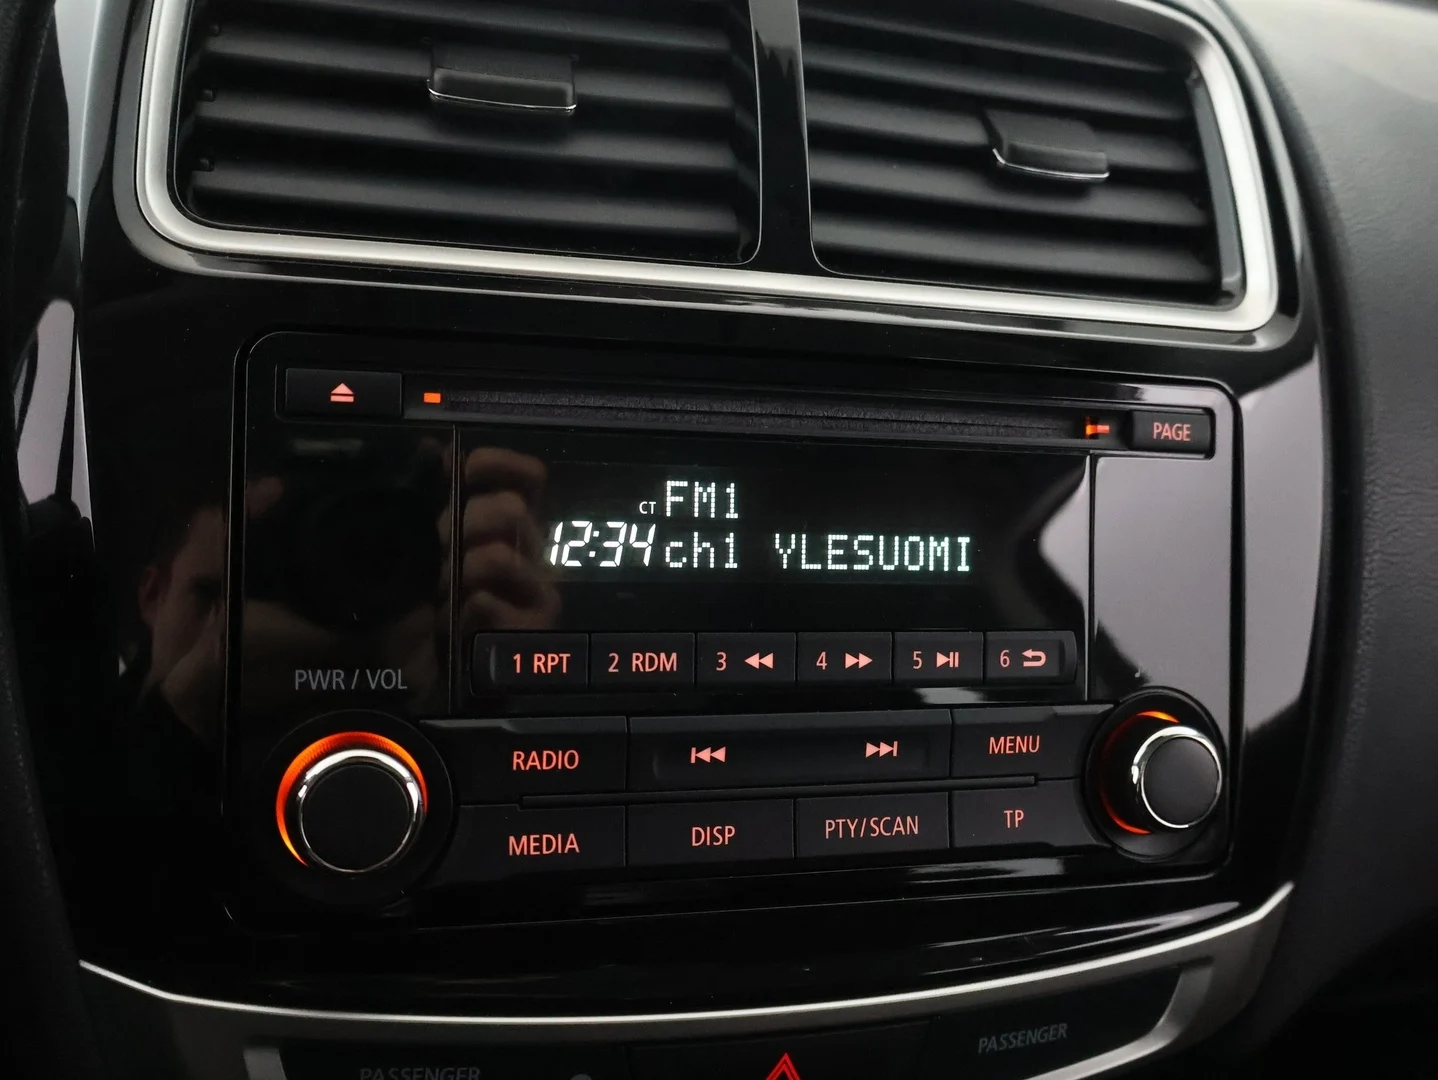 PAGE
CT FM1
12:34 ch1 YLESUOMI
1 RPT 2 RDM 3 4 5 6
PWR / VOL
RADIO MENU
MEDIA DISP PTY/SCAN TP
PASSENGER PASSENGER